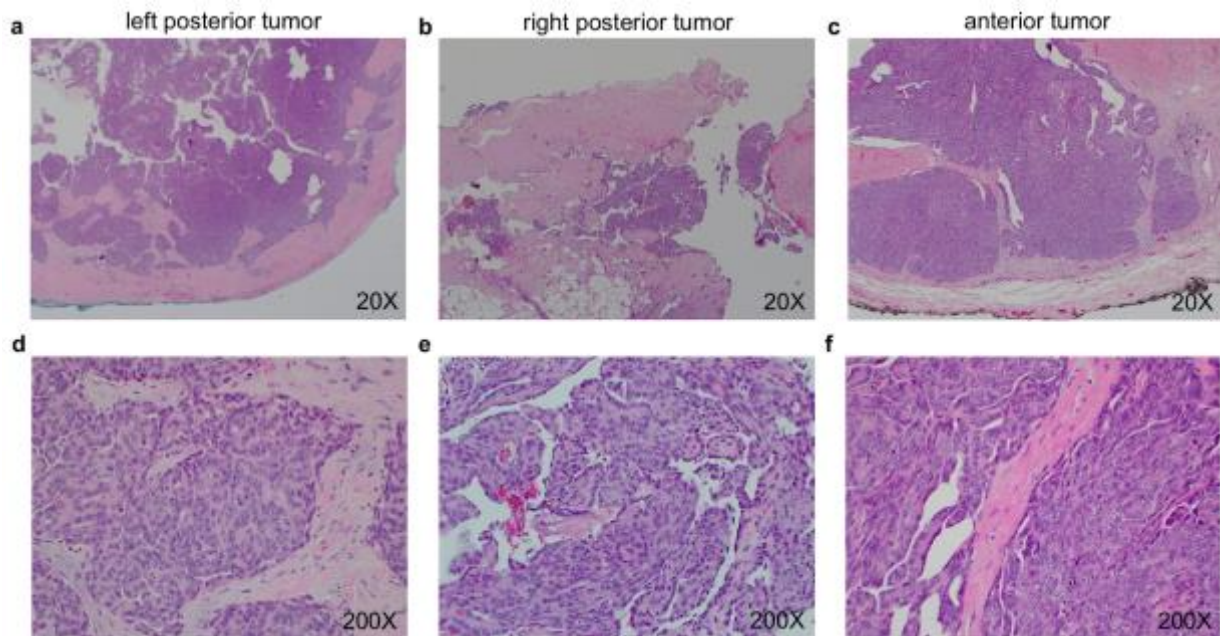 left posterior tumor
right posterior tumor
anterior tumor
a
b
c
20X
20X
20X
d
e
f
200X
200X
200X